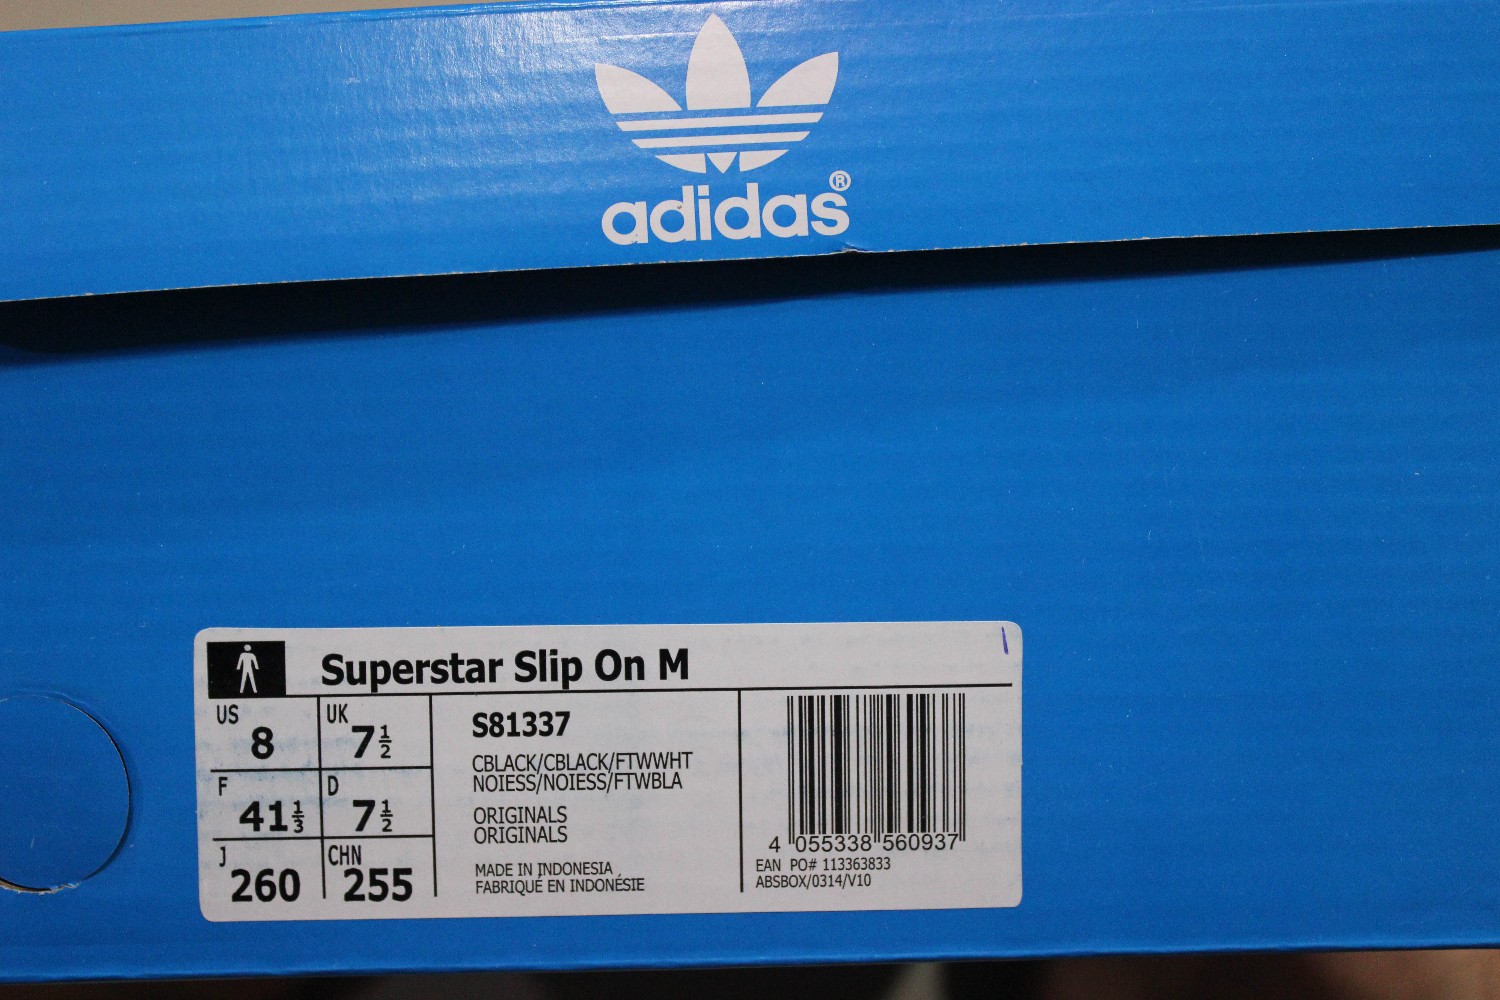 adidas®
Superstar Slip On M
US 8 UK 7½
F 41⅓ D 7½
J 260 CHN 255
S81337
CBLACK/CBLACK/FTWWHT
NOIESS/NOIESS/FTWBLA
ORIGINALS
ORIGINALS
MADE IN INDONESIA
FABRIQUÉ EN INDONÉSIE
4 055338 560937
EAN PO# 113363833
ABSBOX/0314/V10